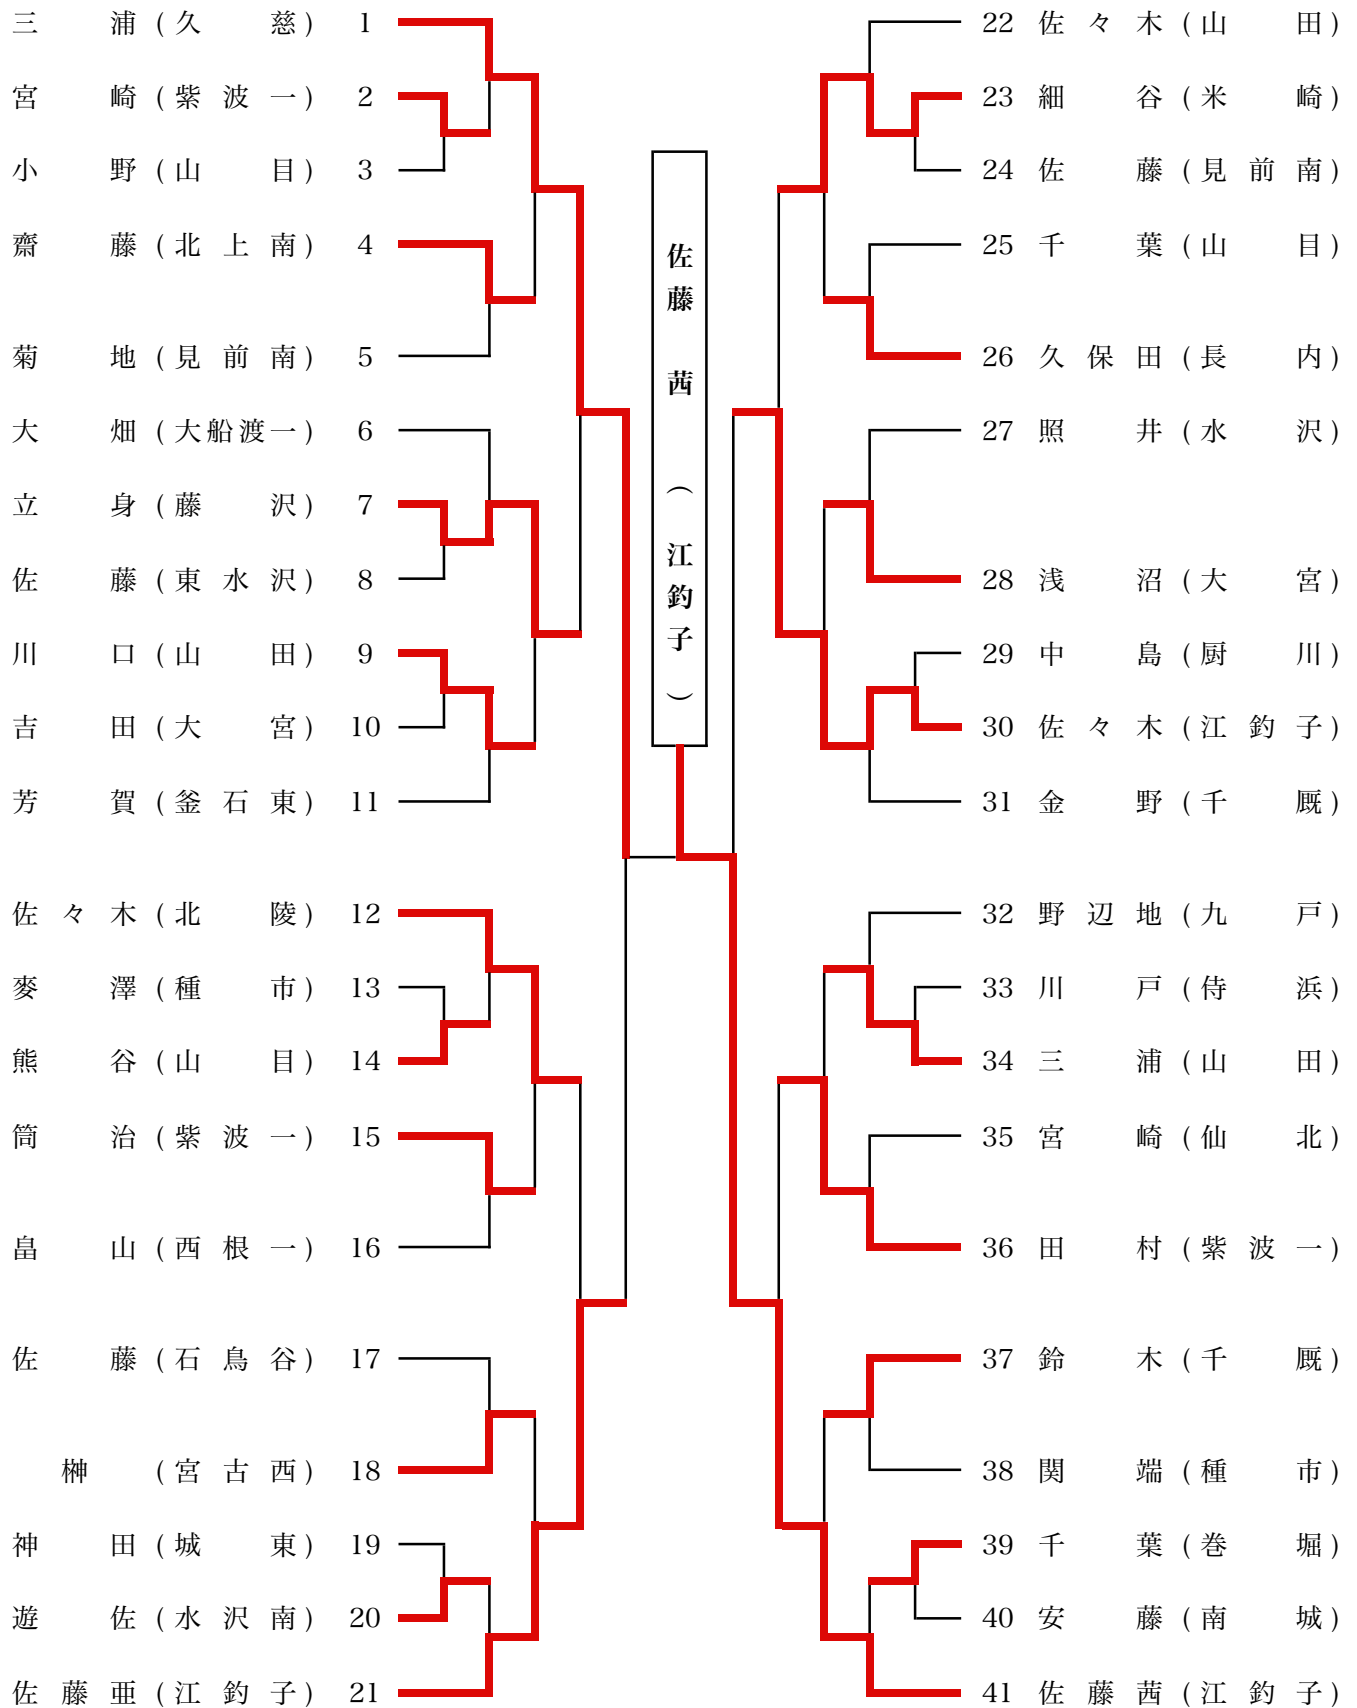 三浦(久慈) 1
宮崎(紫波一) 2
小野(山目) 3
齋藤(北上南) 4
菊地(見前南) 5
大畑(大船渡一) 6
立身(藤沢) 7
佐藤(東水沢) 8
川口(山田) 9
吉田(大宮) 10
芳賀(釜石東) 11
佐々木(北陵) 12
麥澤(種市) 13
熊谷(山目) 14
筒治(紫波一) 15
畠山(西根一) 16
佐藤(石鳥谷) 17
榊(宮古西) 18
神田(城東) 19
遊佐(水沢南) 20
佐藤亜(江釣子) 21
佐藤 茜 (江釣子)
22 佐々木(山田)
23 細谷(米崎)
24 佐藤(見前南)
25 千葉(山目)
26 久保田(長内)
27 照井(水沢)
28 浅沼(大宮)
29 中島(厨川)
30 佐々木(江釣子)
31 金野(千厩)
32 野辺地(九戸)
33 川戸(侍浜)
34 三浦(山田)
35 宮崎(仙北)
36 田村(紫波一)
37 鈴木(千厩)
38 関端(種市)
39 千葉(巻堀)
40 安藤(南城)
41 佐藤茜(江釣子)